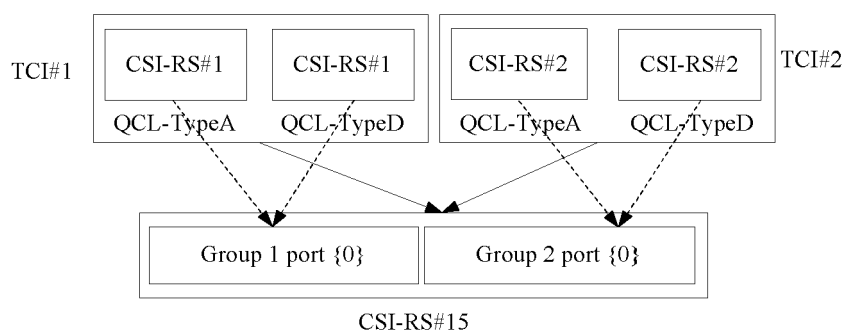 TCI#1
CSI-RS#1
CSI-RS#1
CSI-RS#2
CSI-RS#2
TCI#2
QCL-TypeA
QCL-TypeD
QCL-TypeA
QCL-TypeD
Group 1 port {0}
Group 2 port {0}
CSI-RS#15